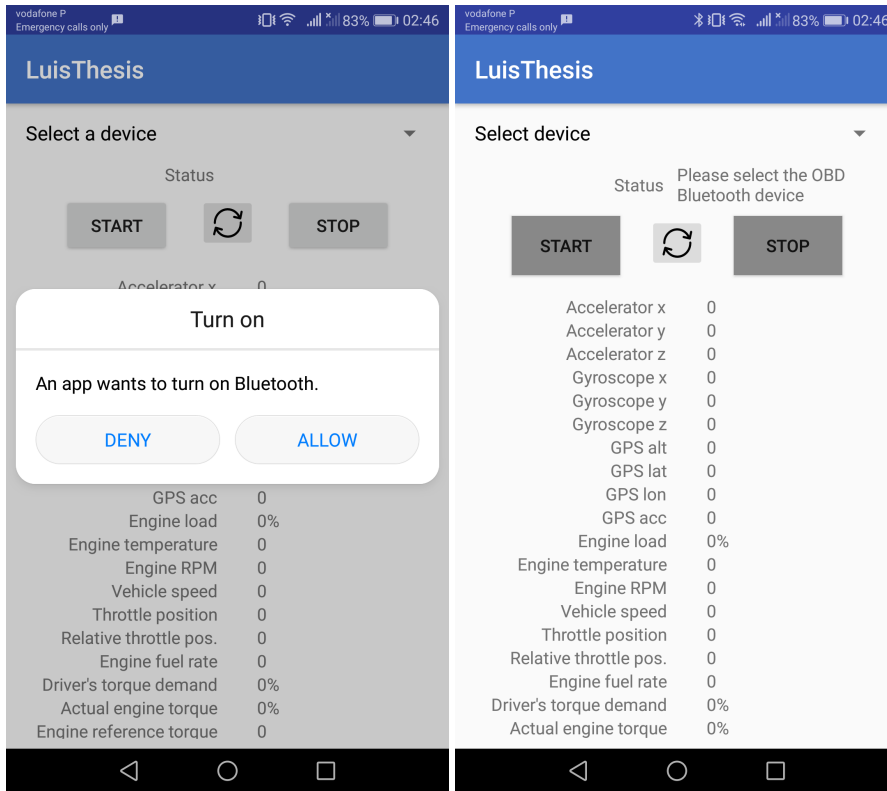 vodafone P
Emergency calls only
83% 02:46
LuisThesis
Select a device
Status
START STOP
Accelerator x 0
Turn on
An app wants to turn on Bluetooth.
DENY ALLOW
GPS acc 0
Engine load 0%
Engine temperature 0
Engine RPM 0
Vehicle speed 0
Throttle position 0
Relative throttle pos. 0
Engine fuel rate 0
Driver's torque demand 0%
Actual engine torque 0%
Engine reference torque 0
vodafone P
Emergency calls only
83% 02:46
LuisThesis
Select device
Status Please select the OBD
Bluetooth device
START STOP
Accelerator x 0
Accelerator y 0
Accelerator z 0
Gyroscope x 0
Gyroscope y 0
Gyroscope z 0
GPS alt 0
GPS lat 0
GPS lon 0
GPS acc 0
Engine load 0%
Engine temperature 0
Engine RPM 0
Vehicle speed 0
Throttle position 0
Relative throttle pos. 0
Engine fuel rate 0
Driver's torque demand 0%
Actual engine torque 0%